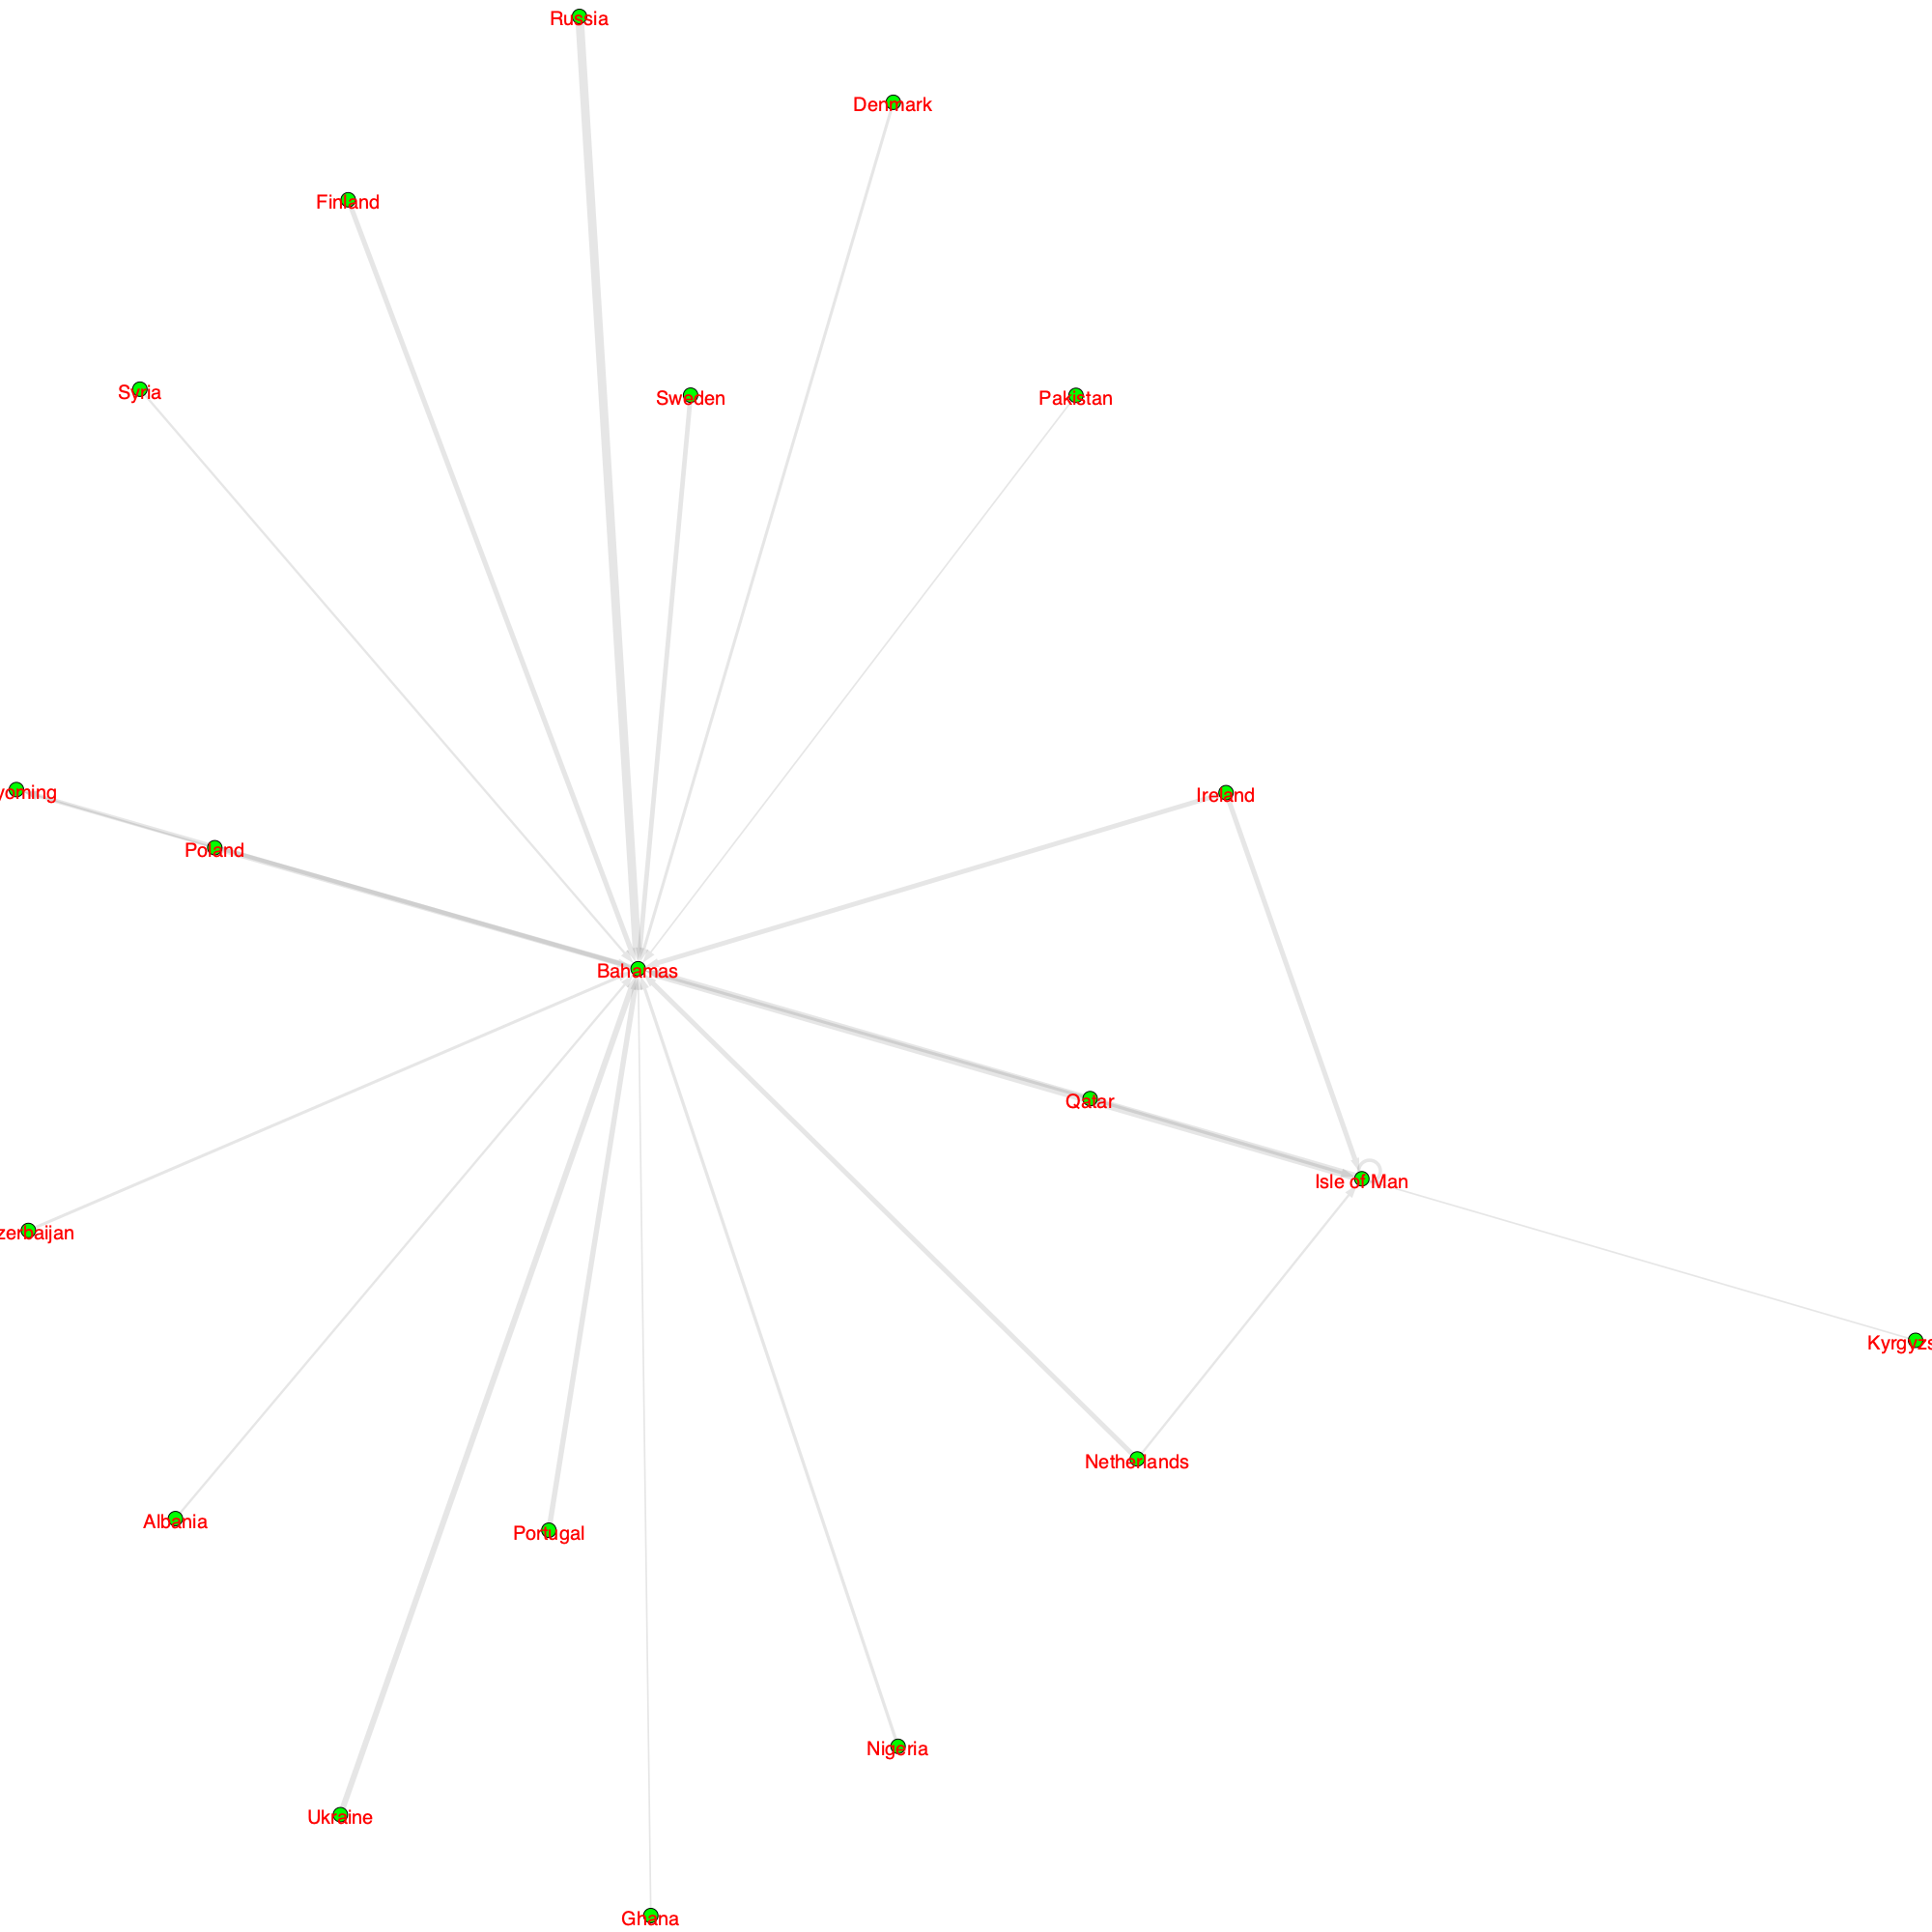 Russia
Denmark
Finland
Syria
Sweden
Pakistan
yoming
Ireland
Poland
Bahamas
Qatar
Isle of Man
zerbaijan
Kyrgyzs
Netherlands
Albania
Portugal
Nigeria
Ukraine
Ghana